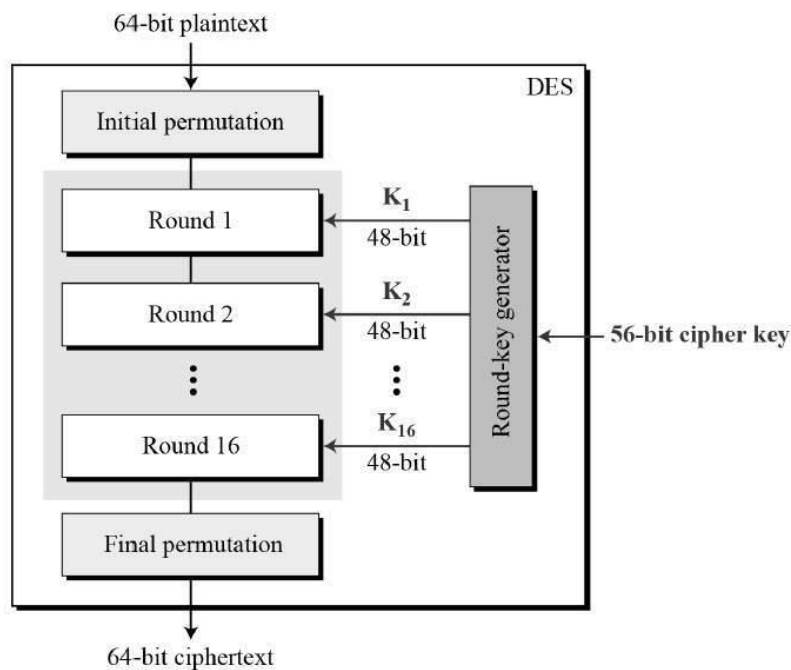 64-bit plaintext
DES
Initial permutation
Round 1
K1
48-bit
Round 2
K2
48-bit
Round 16
K16
48-bit
Round-key generator
56-bit cipher key
Final permutation
64-bit ciphertext